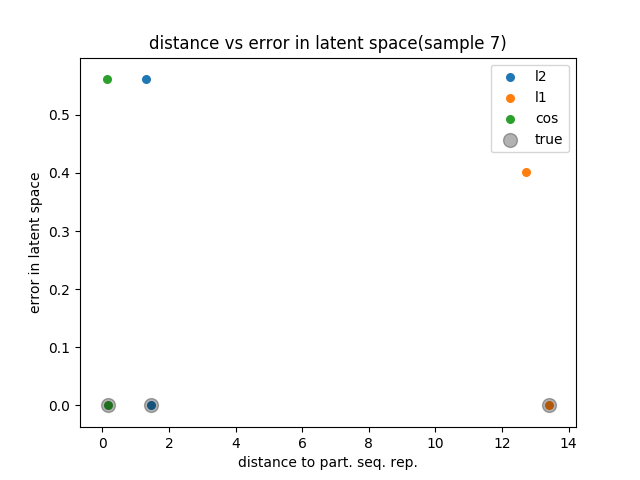 distance vs error in latent space(sample 7)
l2
l1
cos
true
error in latent space
0.5
0.4
0.3
0.2
0.1
0.0
0 2 4 6 8 10 12 14
distance to part. seq. rep.